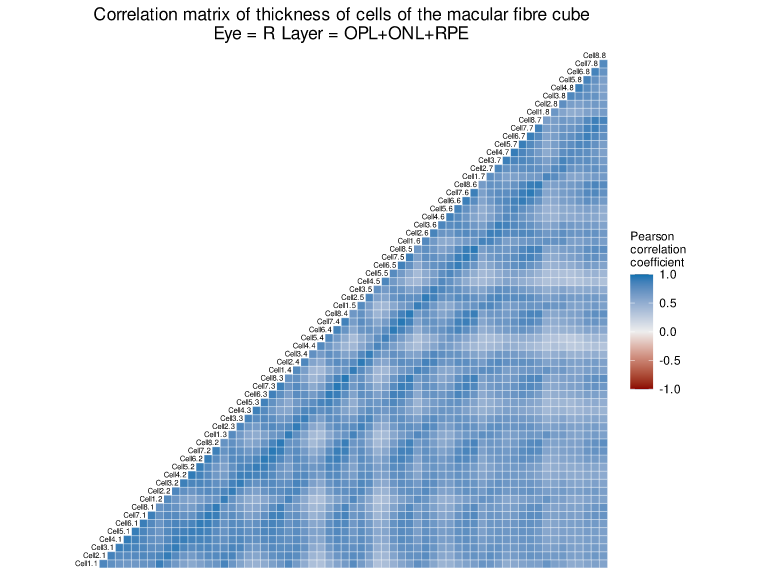 Correlation matrix of thickness of cells of the macular fibre cube
Eye = R Layer = OPL+ONL+RPE
Cell8.8
Cell7.8
Cell6.8
Cell5.8
Cell4.8
Cell3.8
Cell2.8
Cell1.8
Cell8.7
Cell7.7
Cell6.7
Cell5.7
Cell4.7
Cell3.7
Cell2.7
Cell1.7
Cell8.6
Cell7.6
Cell6.6
Cell5.6
Cell4.6
Cell3.6
Cell2.6
Cell1.6
Cell8.5
Cell7.5
Cell6.5
Cell5.5
Cell4.5
Cell3.5
Cell2.5
Cell1.5
Cell8.4
Cell7.4
Cell6.4
Cell5.4
Cell4.4
Cell3.4
Cell2.4
Cell1.4
Cell8.3
Cell7.3
Cell6.3
Cell5.3
Cell4.3
Cell3.3
Cell2.3
Cell1.3
Cell8.2
Cell7.2
Cell6.2
Cell5.2
Cell4.2
Cell3.2
Cell2.2
Cell1.2
Cell8.1
Cell7.1
Cell6.1
Cell5.1
Cell4.1
Cell3.1
Cell2.1
Cell1.1
Pearson
correlation
coefficient
1.0
0.5
0.0
-0.5
-1.0